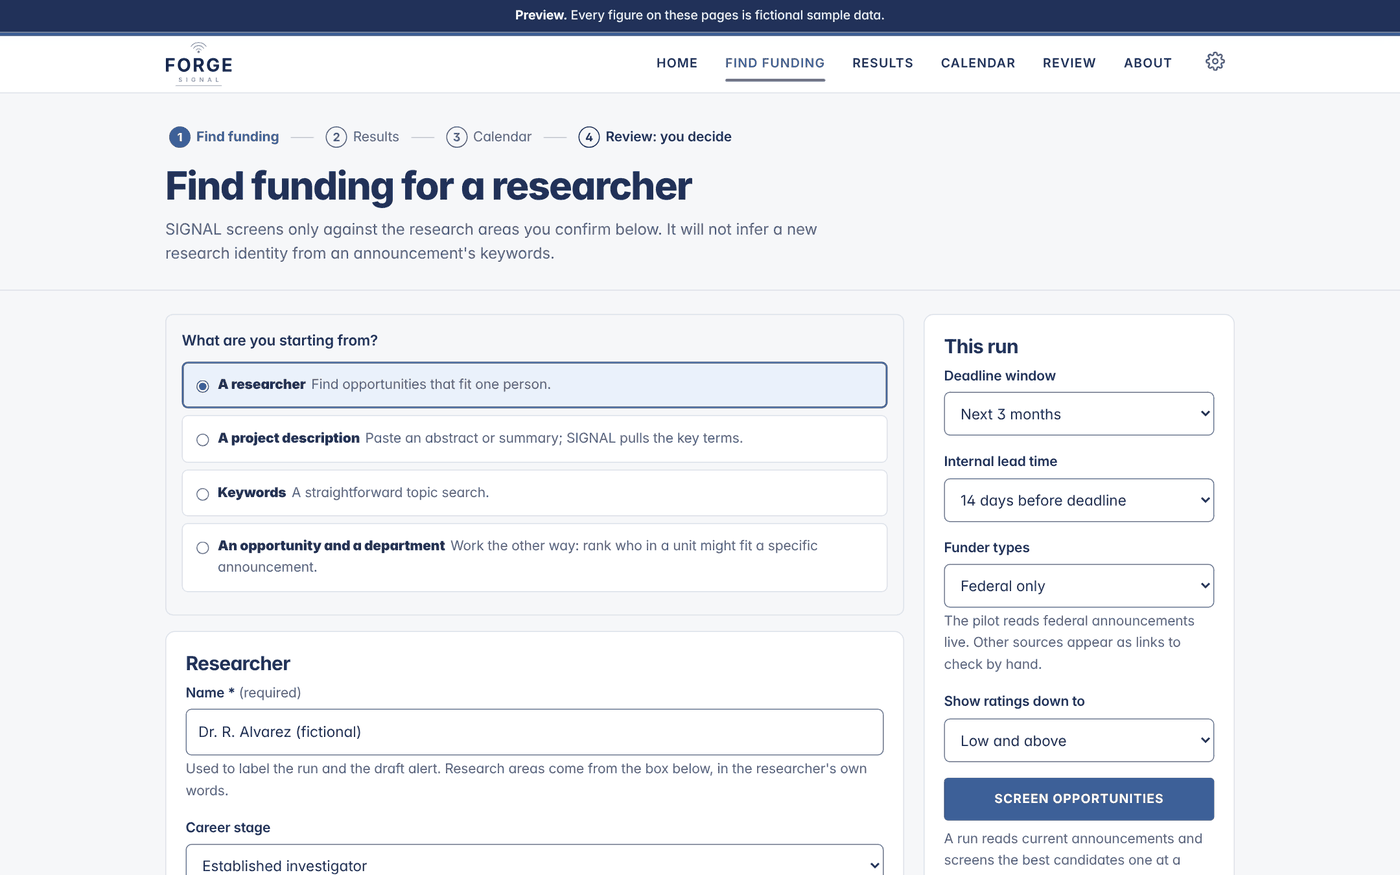 Preview. Every figure on these pages is fictional sample data.
FORGE
SIGNAL
HOME
FIND FUNDING
RESULTS
CALENDAR
REVIEW
ABOUT
1 Find funding
2 Results
3 Calendar
4 Review: you decide
Find funding for a researcher
SIGNAL screens only against the research areas you confirm below. It will not infer a new
research identity from an announcement's keywords.
What are you starting from?
A researcher Find opportunities that fit one person.
A project description Paste an abstract or summary; SIGNAL pulls the key terms.
Keywords A straightforward topic search.
An opportunity and a department Work the other way: rank who in a unit might fit a specific
announcement.
Researcher
Name * (required)
Dr. R. Alvarez (fictional)
Used to label the run and the draft alert. Research areas come from the box below, in the researcher's own
words.
Career stage
Established investigator
This run
Deadline window
Next 3 months
Internal lead time
14 days before deadline
Funder types
Federal only
The pilot reads federal announcements
live. Other sources appear as links to
check by hand.
Show ratings down to
Low and above
SCREEN OPPORTUNITIES
A run reads current announcements and
screens the best candidates one at a